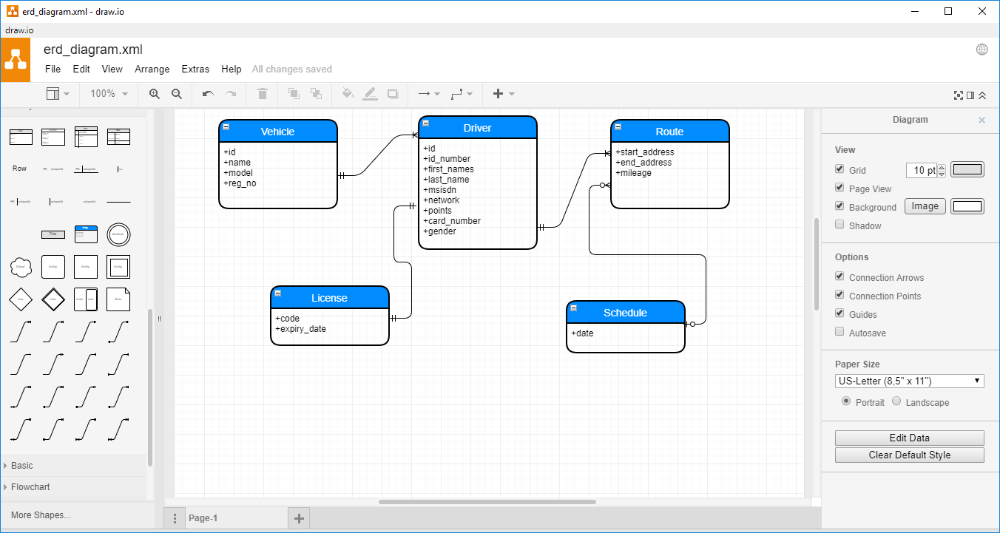 erd_diagram.xml - draw.io
draw.io
erd_diagram.xml
File Edit View Arrange Extras Help All changes saved
100%
Row
Title
Basic
Flowchart
More Shapes...
Vehicle
+id
+name
+model
+reg_no
Driver
+id
+id_number
+first_names
+last_name
+msisdn
+network
+points
+card_number
+gender
Route
+start_address
+end_address
+mileage
License
+code
+expiry_date
Schedule
+date
Page-1
Diagram
View
Grid 10 pt
Page View
Background Image
Shadow
Options
Connection Arrows
Connection Points
Guides
Autosave
Paper Size
US-Letter (8,5" x 11")
Portrait Landscape
Edit Data
Clear Default Style